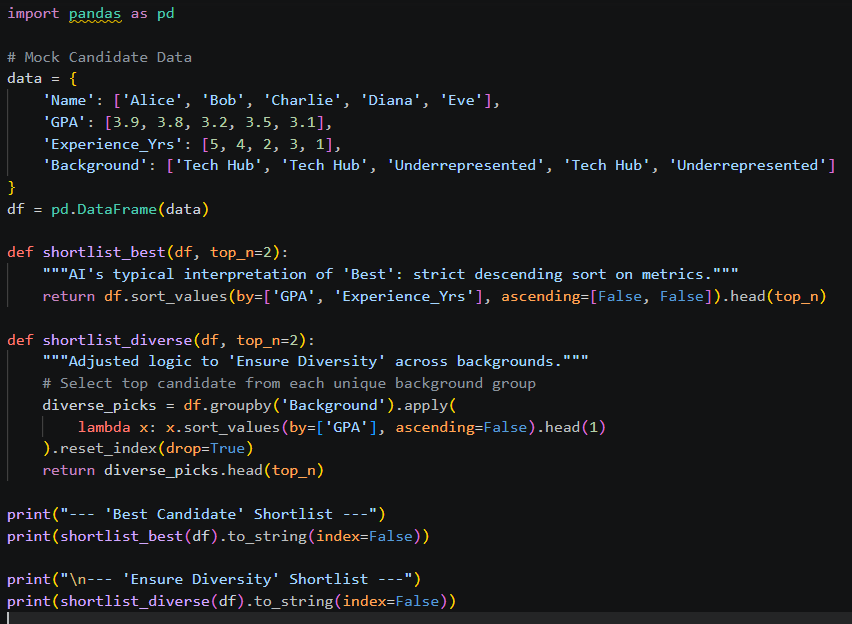 import pandas as pd
# Mock Candidate Data
data = {
    'Name': ['Alice', 'Bob', 'Charlie', 'Diana', 'Eve'],
    'GPA': [3.9, 3.8, 3.2, 3.5, 3.1],
    'Experience_Yrs': [5, 4, 2, 3, 1],
    'Background': ['Tech Hub', 'Tech Hub', 'Underrepresented', 'Tech Hub', 'Underrepresented']
}
df = pd.DataFrame(data)
def shortlist_best(df, top_n=2):
    """AI's typical interpretation of 'Best': strict descending sort on metrics."""
    return df.sort_values(by=['GPA', 'Experience_Yrs'], ascending=[False, False]).head(top_n)
def shortlist_diverse(df, top_n=2):
    """Adjusted logic to 'Ensure Diversity' across backgrounds."""
    # Select top candidate from each unique background group
    diverse_picks = df.groupby('Background').apply(
        lambda x: x.sort_values(by=['GPA'], ascending=False).head(1)
    ).reset_index(drop=True)
    return diverse_picks.head(top_n)
print("--- 'Best Candidate' Shortlist ---")
print(shortlist_best(df).to_string(index=False))
print("\n--- 'Ensure Diversity' Shortlist ---")
print(shortlist_diverse(df).to_string(index=False))